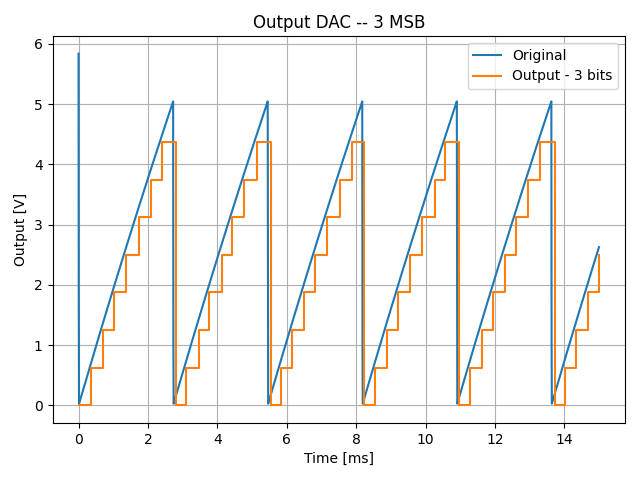 Output DAC -- 3 MSB
Original
Output - 3 bits
Output [V]
6
5
4
3
2
1
0
0 2 4 6 8 10 12 14
Time [ms]